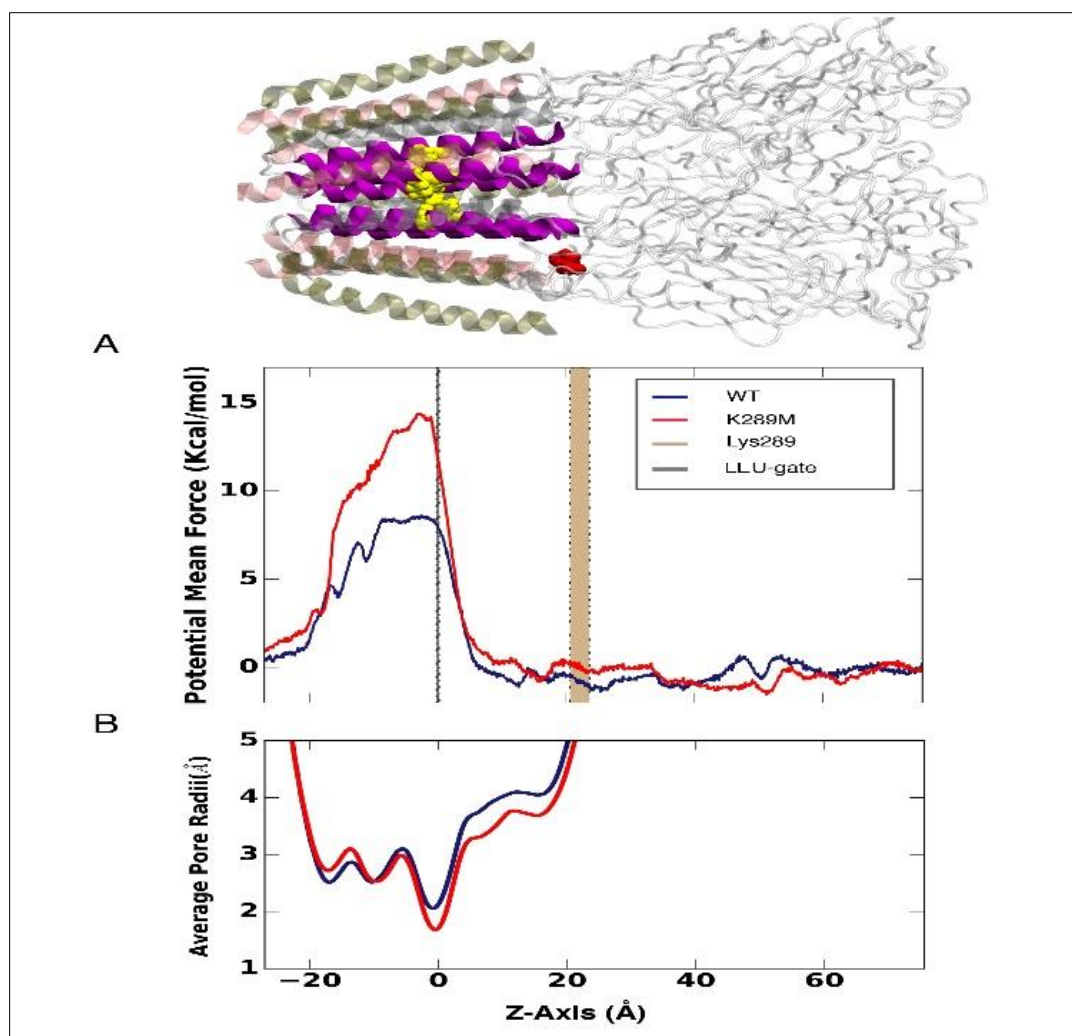 A
Potential Mean Force (Kcal/mol)
15
10
5
0
WT
K289M
Lys289
LLU-gate
B
Average Pore Radii(Å)
5
4
3
2
1
−20
0
20
40
60
Z-Axis (Å)